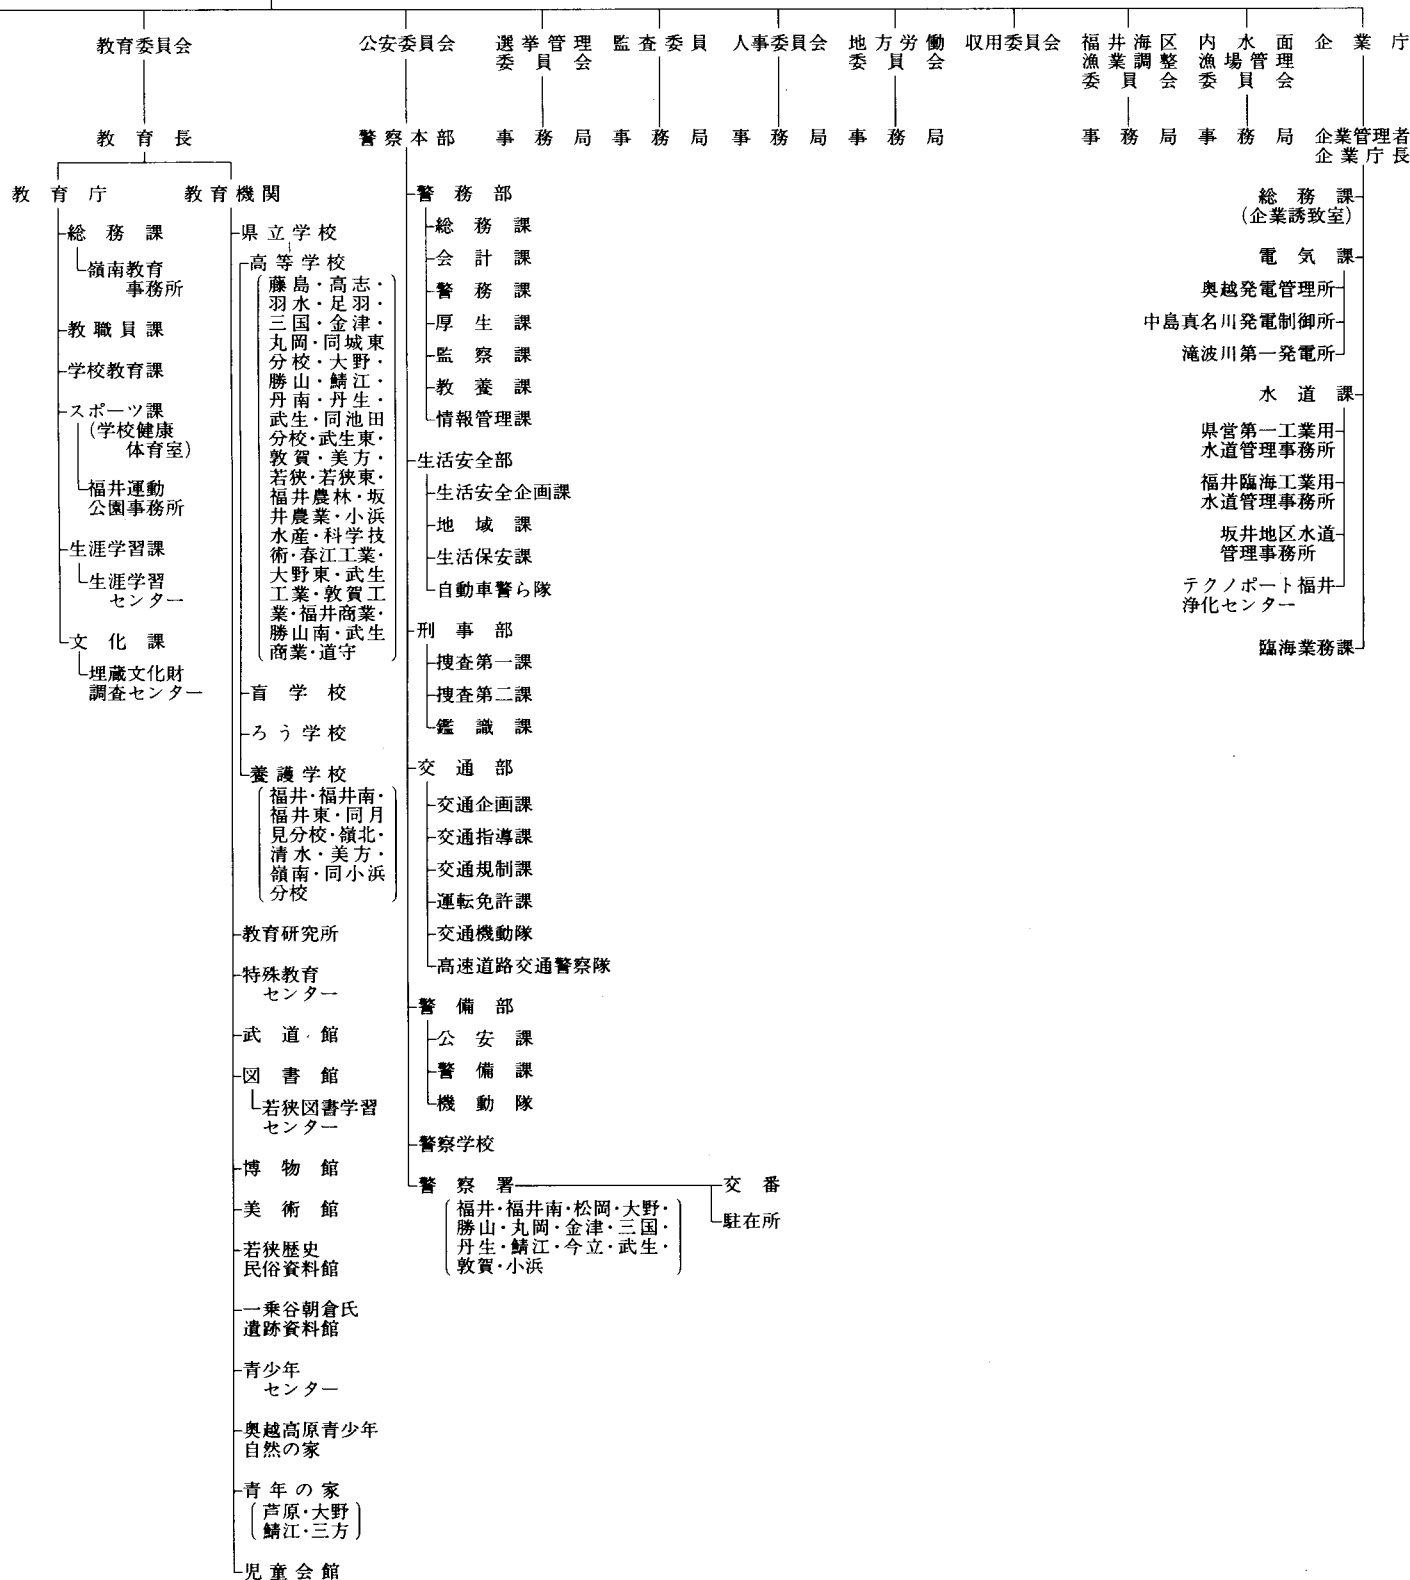 教育委員会
教育長
教育庁
総務課
嶺南教育
事務所
教職員課
学校教育課
スポーツ課
(学校健康
体育室)
福井運動
公園事務所
生涯学習課
生涯学習
センター
文化課
埋蔵文化財
調査センター
教育機関
県立学校
高等学校
藤島・高志・
羽水・足羽・
三国・金津・
丸岡・同城東
分校・大野・
勝山・鯖江・
丹南・丹生・
武生・同池田
分校・武生東・
敦賀・美方・
若狭・若狭東・
福井農林・坂
井農業・小浜
水産・科学技
術・春江工業・
大野東・武生
工業・敦賀工
業・福井商業・
勝山南・武生
商業・道守
盲学校
ろう学校
養護学校
福井・福井南・
福井東・同月
見分校・嶺北・
清水・美方・
嶺南・同小浜
分校
教育研究所
特殊教育
センター
武道館
図書館
若狭図書学習
センター
博物館
美術館
若狭歴史
民俗資料館
一乗谷朝倉氏
遺跡資料館
青少年
センター
奥越高原青少年
自然の家
青年の家
芦原・大野
鯖江・三方
児童会館
公安委員会
警察本部
警務部
総務課
会計課
警務課
厚生課
監察課
教養課
情報管理課
生活安全部
生活安全企画課
地域課
生活保安課
自動車警ら隊
刑事部
捜査第一課
捜査第二課
鑑識課
交通部
交通企画課
交通指導課
交通規制課
運転免許課
交通機動隊
高速道路交通警察隊
警備部
公安課
警備課
機動隊
警察学校
警察署
福井・福井南・松岡・大野・
勝山・丸岡・金津・三国・
丹生・鯖江・今立・武生・
敦賀・小浜
交番
駐在所
選挙管理
委員会
事務局
監査委員
事務局
人事委員会
事務局
地方労働
委員会
事務局
収用委員会
福井海区
漁業調整
委員会
事務局
内水面
漁場管理
委員会
事務局
企業庁
企業管理者
企業庁長
総務課
(企業誘致室)
電気課
奥越発電管理所
中島真名川発電制御所
滝波川第一発電所
水道課
県営第一工業用
水道管理事務所
福井臨海工業用
水道管理事務所
坂井地区水道
管理事務所
テクノポート福井
浄化センター
臨海業務課